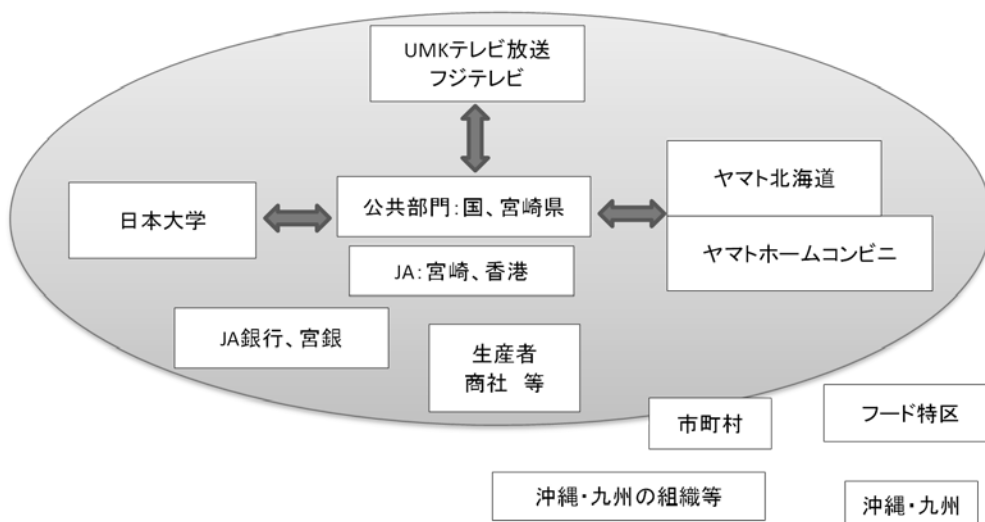 UMKテレビ放送
フジテレビ
ヤマト北海道
日本大学
公共部門:国、宮崎県
ヤマトホームコンビニ
JA:宮崎、香港
JA銀行、宮銀
生産者
商社 等
市町村
フード特区
沖縄・九州の組織等
沖縄・九州